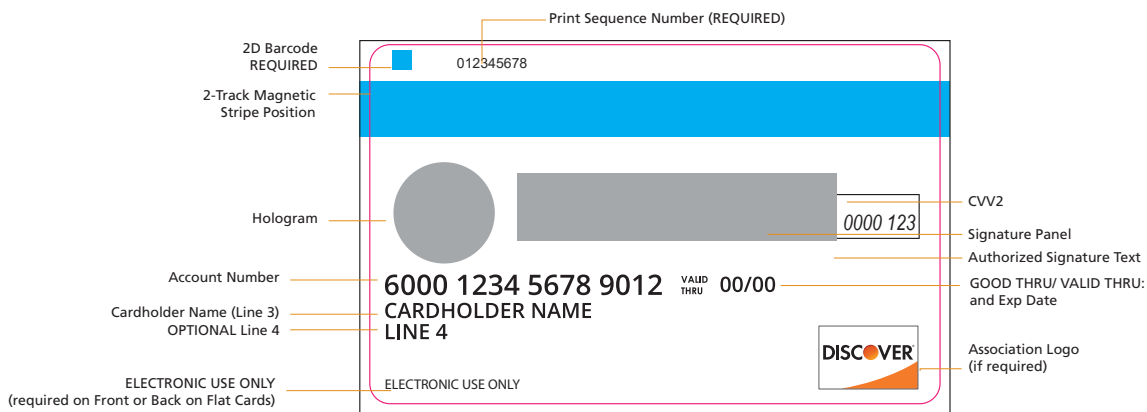 Print Sequence Number (REQUIRED)
2D Barcode
REQUIRED
012345678
2-Track Magnetic
Stripe Position
Hologram
CVV2
0000 123
Signature Panel
Authorized Signature Text
Account Number
6000 1234 5678 9012 VALID THRU 00/00
GOOD THRU/ VALID THRU:
and Exp Date
Cardholder Name (Line 3)
CARDHOLDER NAME
OPTIONAL Line 4
LINE 4
DISCOVER
Association Logo
(if required)
ELECTRONIC USE ONLY
(required on Front or Back on Flat Cards)
ELECTRONIC USE ONLY